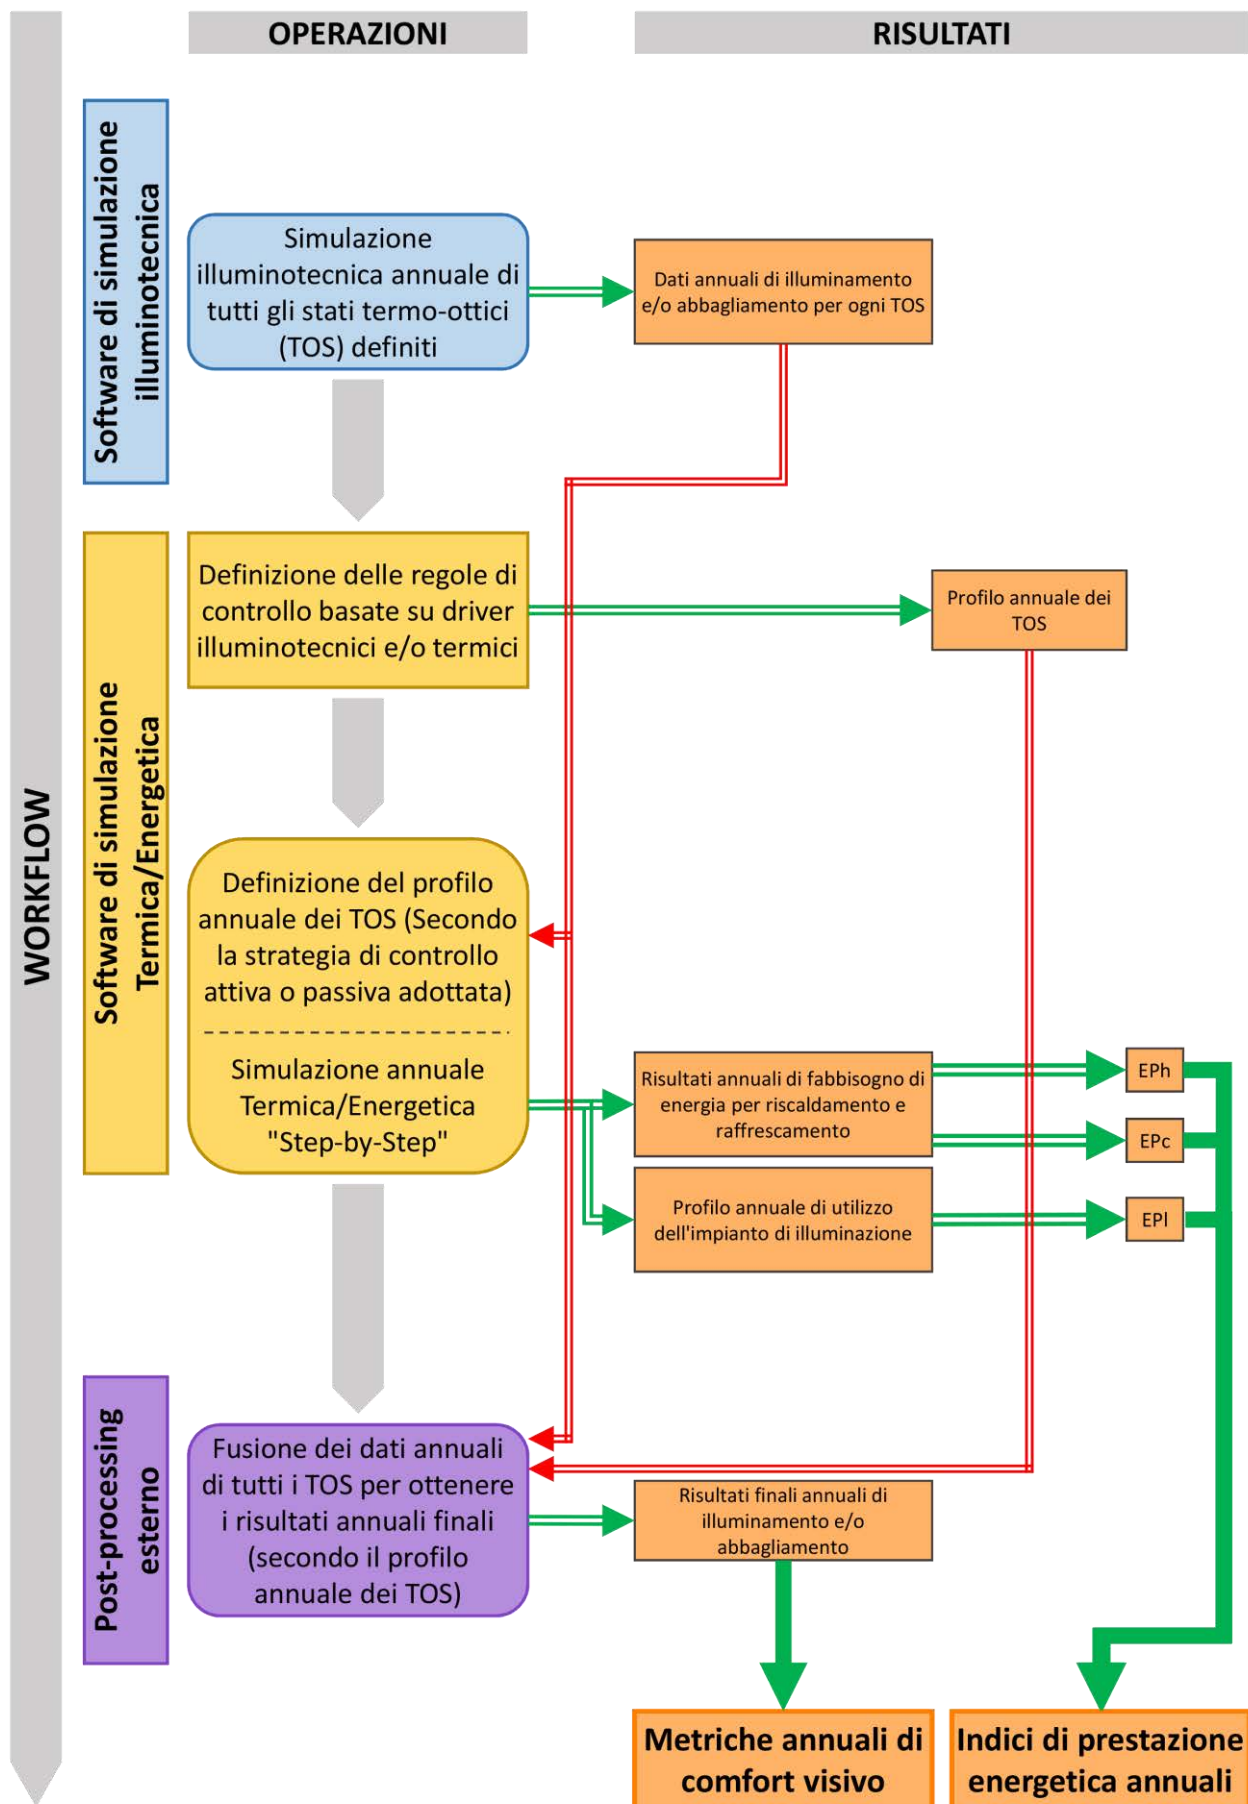 OPERAZIONI
RISULTATI
WORKFLOW
Software di simulazione
illuminotecnica
Simulazione
illuminotecnica annuale di
tutti gli stati termo-ottici
(TOS) definiti
Dati annuali di illuminamento
e/o abbagliamento per ogni TOS
Software di simulazione
Termica/Energetica
Definizione delle regole di
controllo basate su driver
illuminotecnici e/o termici
Profilo annuale dei
TOS
Definizione del profilo
annuale dei TOS (Secondo
la strategia di controllo
attiva o passiva adottata)
Simulazione annuale
Termica/Energetica
"Step-by-Step"
Risultati annuali di fabbisogno di
energia per riscaldamento e
raffrescamento
EPh
EPc
Profilo annuale di utilizzo
dell'impianto di illuminazione
EPl
Post-processing
esterno
Fusione dei dati annuali
di tutti i TOS per ottenere
i risultati annuali finali
(secondo il profilo
annuale dei TOS)
Risultati finali annuali di
illuminamento e/o
abbagliamento
Metriche annuali di
comfort visivo
Indici di prestazione
energetica annuali